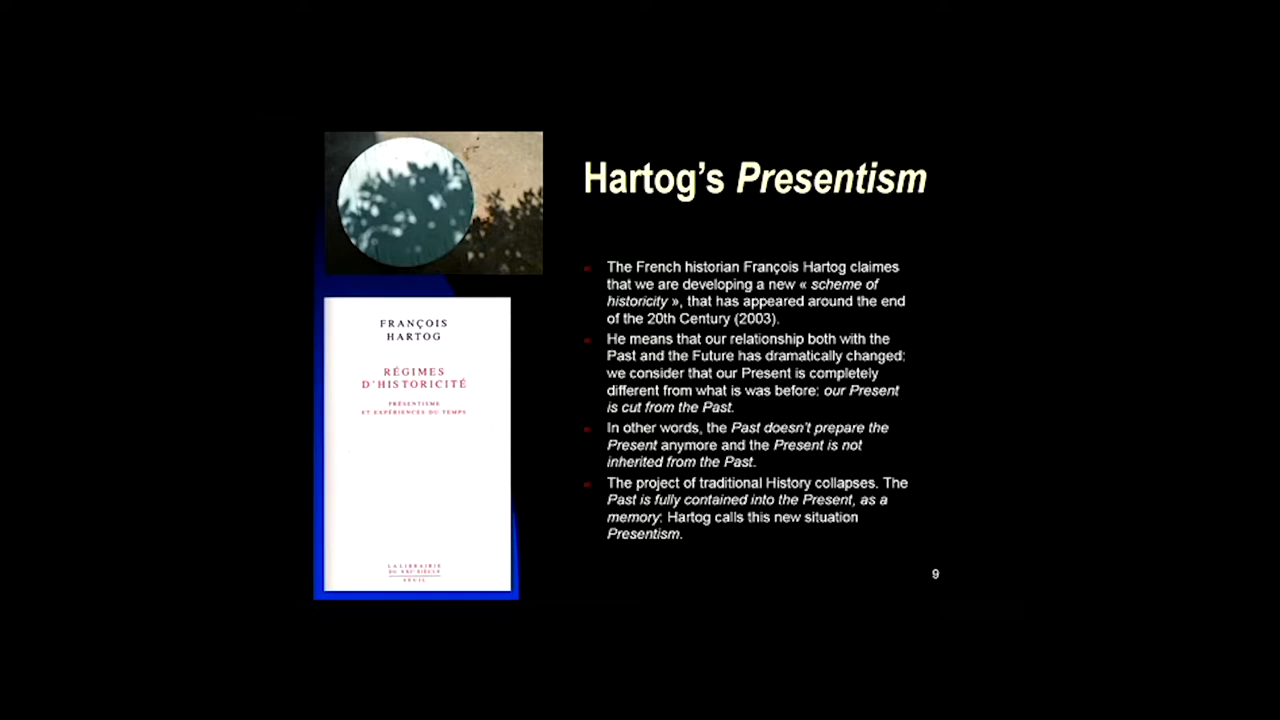 Hartog's Presentism
The French historian François Hartog claimes
that we are developing a new « scheme of
historicity », that has appeared around the end
of the 20th Century (2003).
He means that our relationship both with the
Past and the Future has dramatically changed;
we consider that our Present is completely
different from what is was before: our Present
is cut from the Past.
In other words, the Past doesn't prepare the
Present anymore and the Present is not
inherited from the Past.
The project of traditional History collapses. The
Past is fully contained into the Present, as a
memory: Hartog calls this new situation
Presentism.
FRANÇOIS
HARTOG
RÉGIMES
D'HISTORICITÉ
PRÉSENTISME
ET EXPÉRIENCES DU TEMPS
LA LIBRAIRIE
DU XXIe SIÈCLE
SEUIL
9